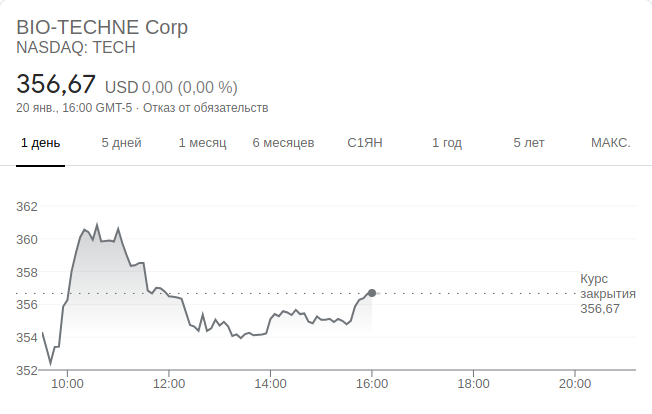 BIO-TECHNE Corp
NASDAQ: TECH
356,67 USD 0,00 (0,00 %)
20 янв., 16:00 GMT-5 · Отказ от обязательств
1 день 5 дней 1 месяц 6 месяцев С1ЯН 1 год 5 лет МАКС.
362
360
358
356
354
352
Курс
закрытия
356,67
10:00 12:00 14:00 16:00 18:00 20:00